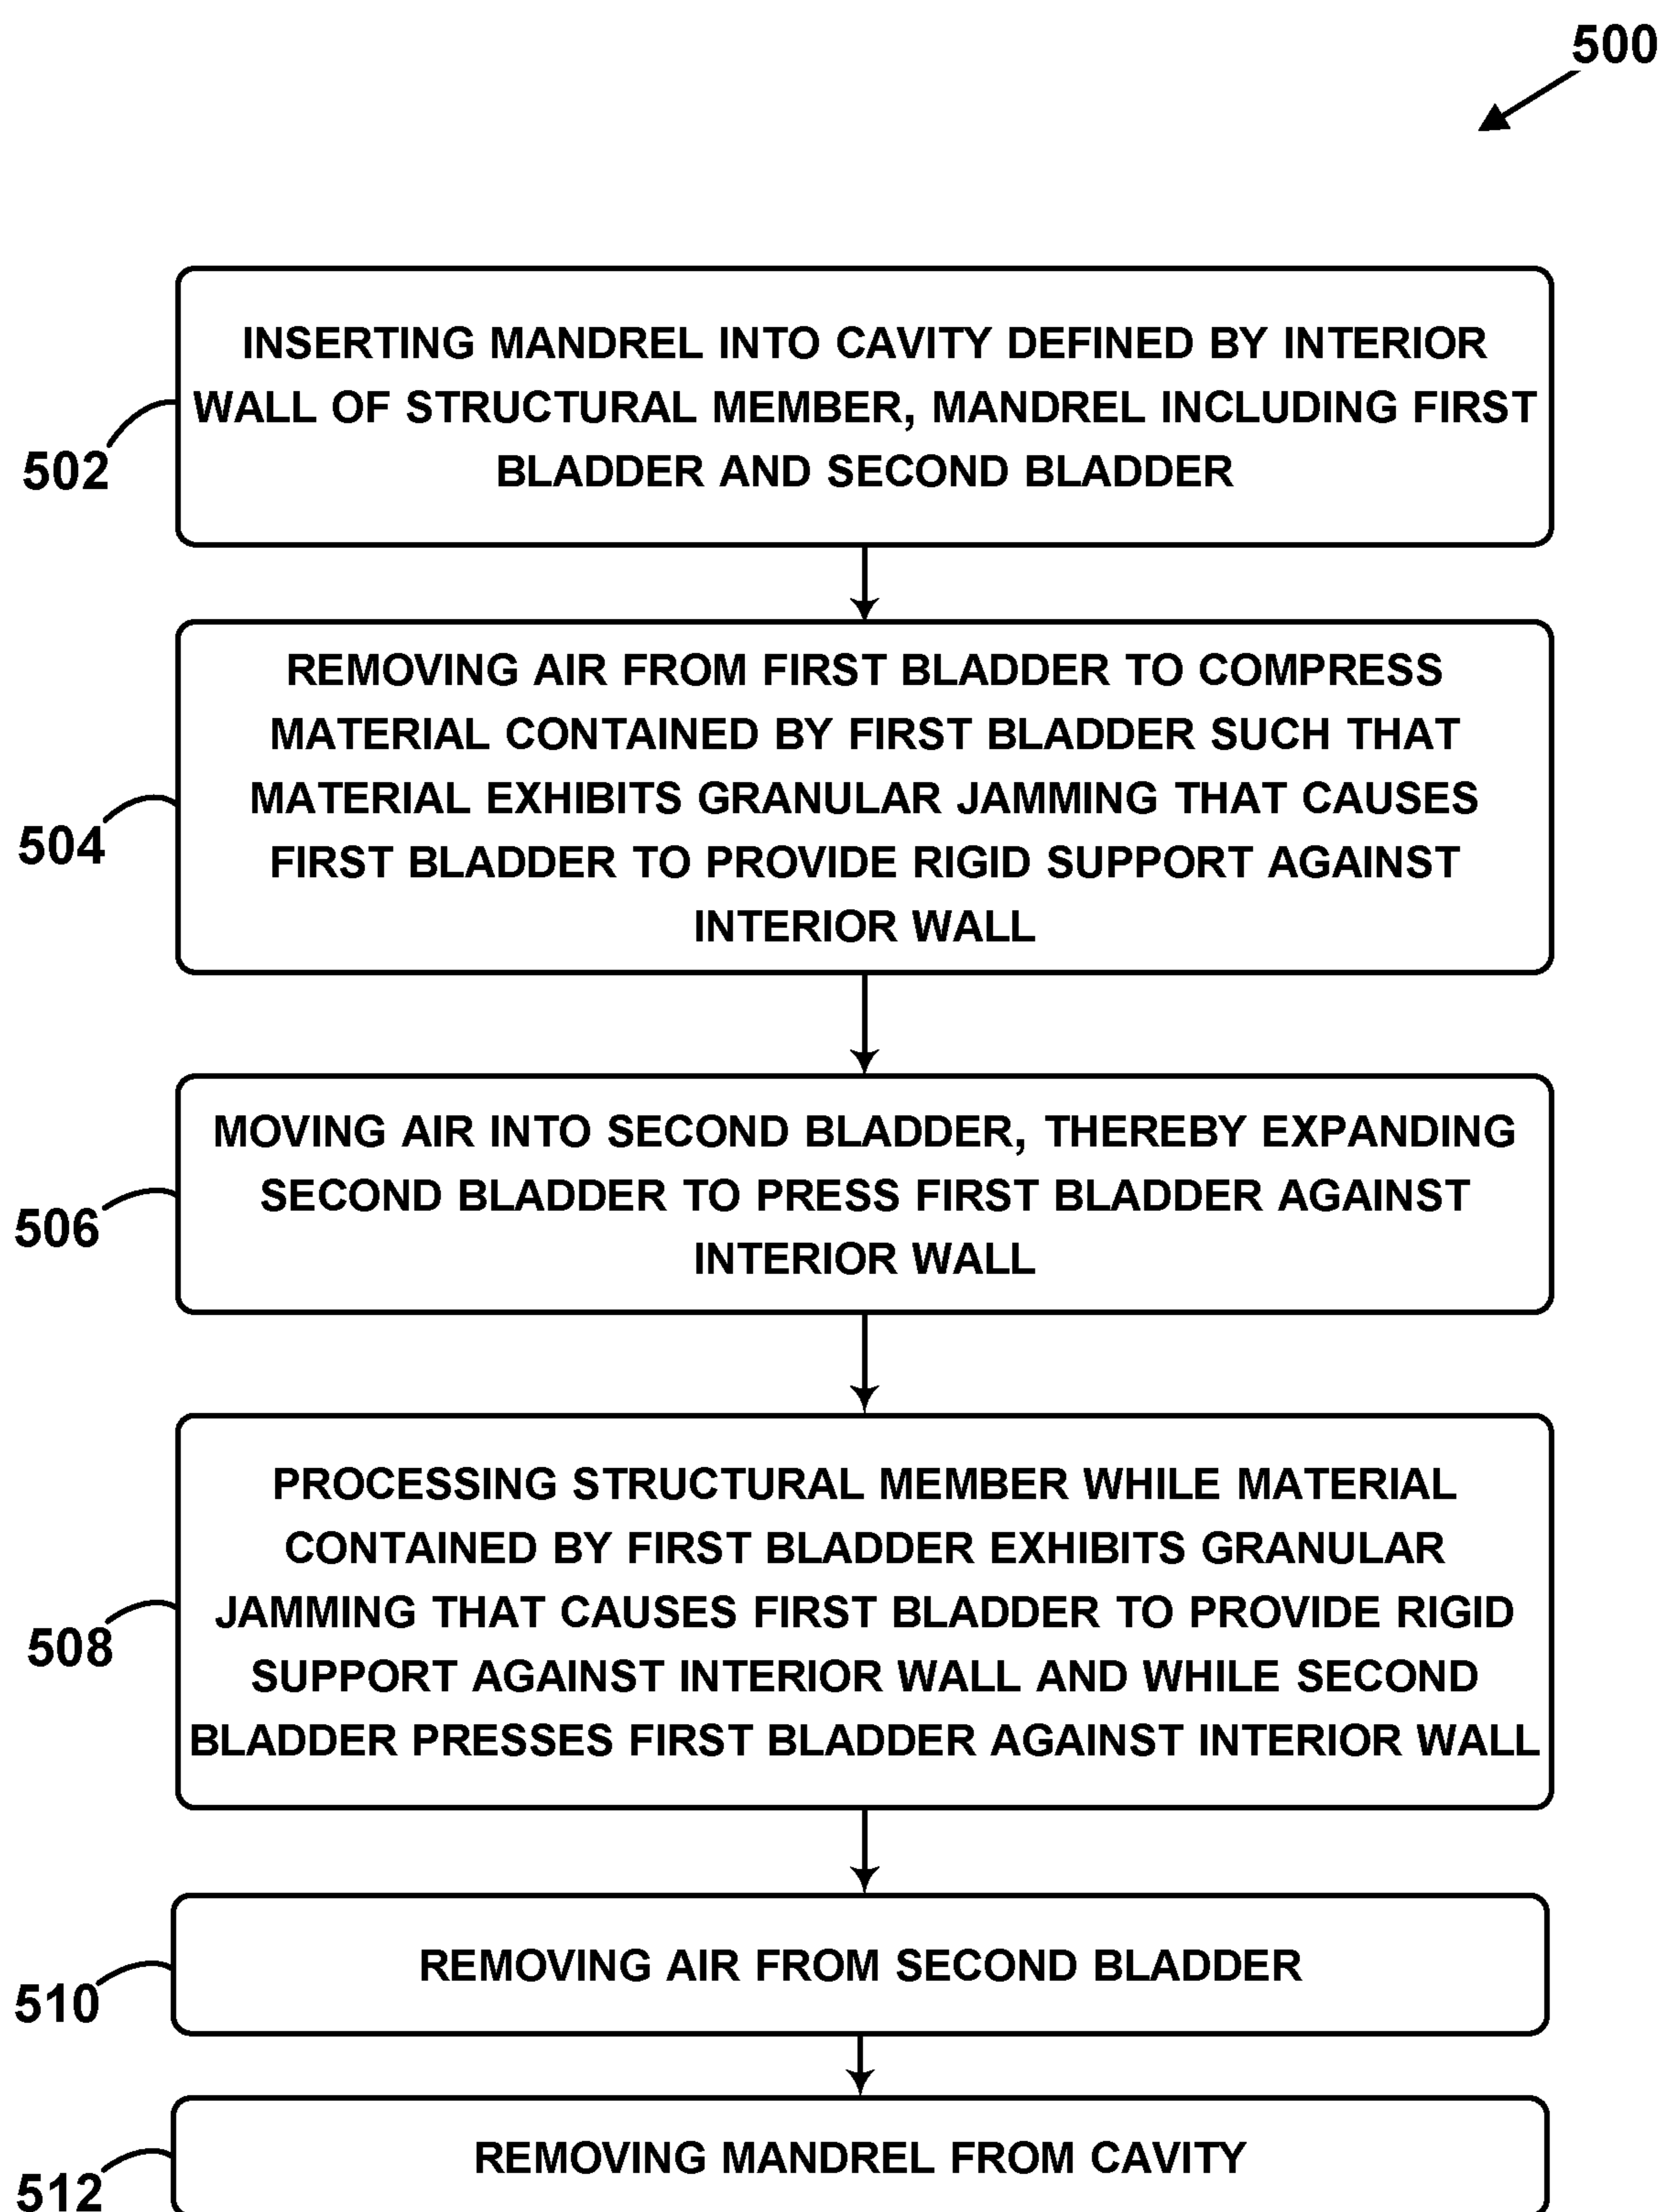 500
INSERTING MANDREL INTO CAVITY DEFINED BY INTERIOR
WALL OF STRUCTURAL MEMBER, MANDREL INCLUDING FIRST
BLADDER AND SECOND BLADDER
502
REMOVING AIR FROM FIRST BLADDER TO COMPRESS
MATERIAL CONTAINED BY FIRST BLADDER SUCH THAT
MATERIAL EXHIBITS GRANULAR JAMMING THAT CAUSES
FIRST BLADDER TO PROVIDE RIGID SUPPORT AGAINST
INTERIOR WALL
504
MOVING AIR INTO SECOND BLADDER, THEREBY EXPANDING
SECOND BLADDER TO PRESS FIRST BLADDER AGAINST
INTERIOR WALL
506
PROCESSING STRUCTURAL MEMBER WHILE MATERIAL
CONTAINED BY FIRST BLADDER EXHIBITS GRANULAR
JAMMING THAT CAUSES FIRST BLADDER TO PROVIDE RIGID
SUPPORT AGAINST INTERIOR WALL AND WHILE SECOND
BLADDER PRESSES FIRST BLADDER AGAINST INTERIOR WALL
508
REMOVING AIR FROM SECOND BLADDER
510
REMOVING MANDREL FROM CAVITY
512